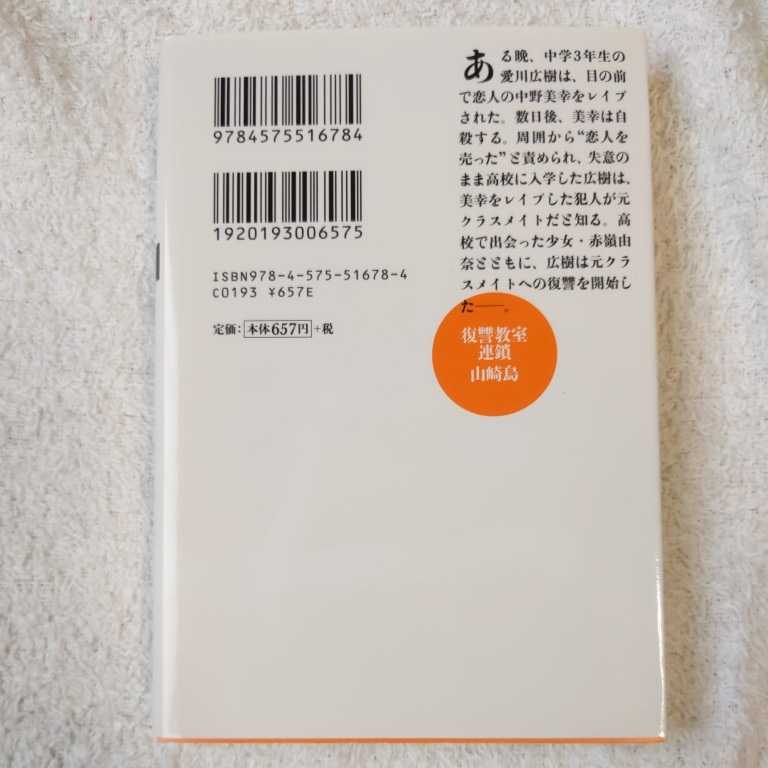 9784575516784
1920193006575
ISBN978-4-575-51678-4
C0193 ¥657E
定価：本体657円+税
ある晩、中学3年生の
愛川広樹は、目の前
で恋人の中野美幸をレイプ
された。数日後、美幸は自
殺する。周囲から“恋人を
売った”と責められ、失意の
まま高校に入学した広樹は、
美幸をレイプした犯人が元
クラスメイトだと知る。高
校で出会った少女・赤嶺由
奈とともに、広樹は元クラ
スメイトへの復讐を開始し
た――。
復讐教室
連鎖
山崎烏